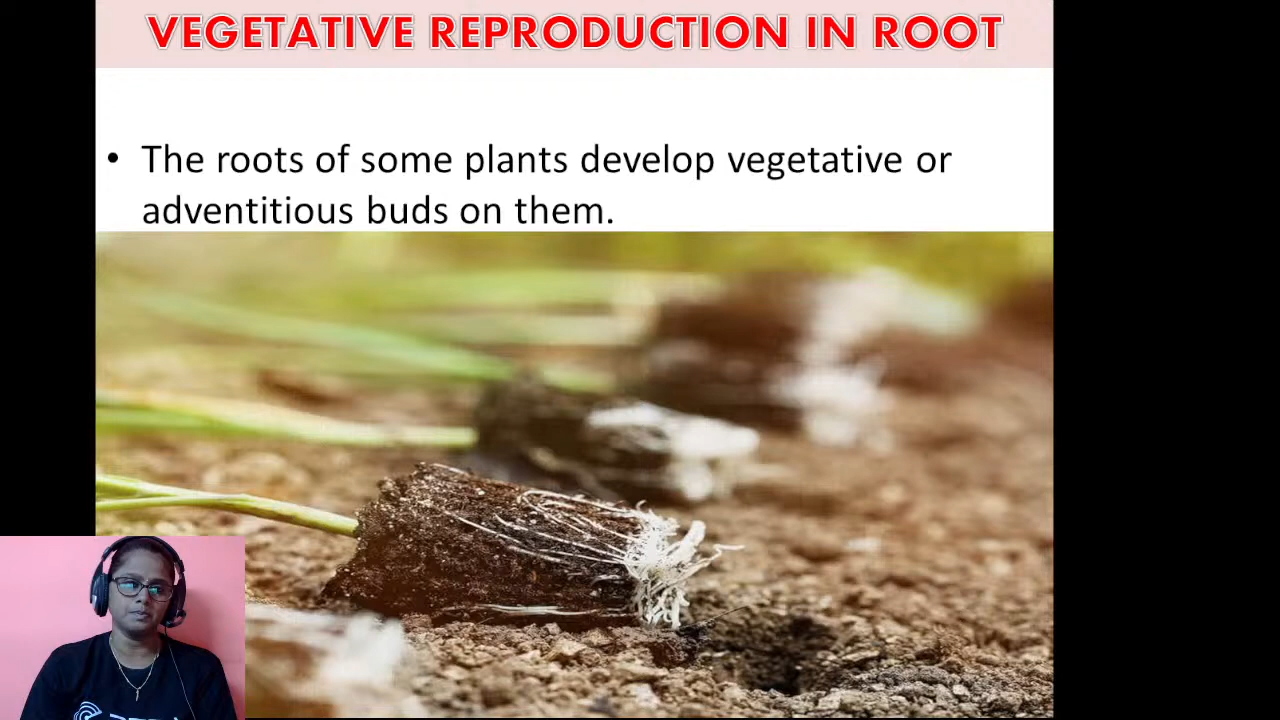 VEGETATIVE REPRODUCTION IN ROOT
• The roots of some plants develop vegetative or
adventitious buds on them.